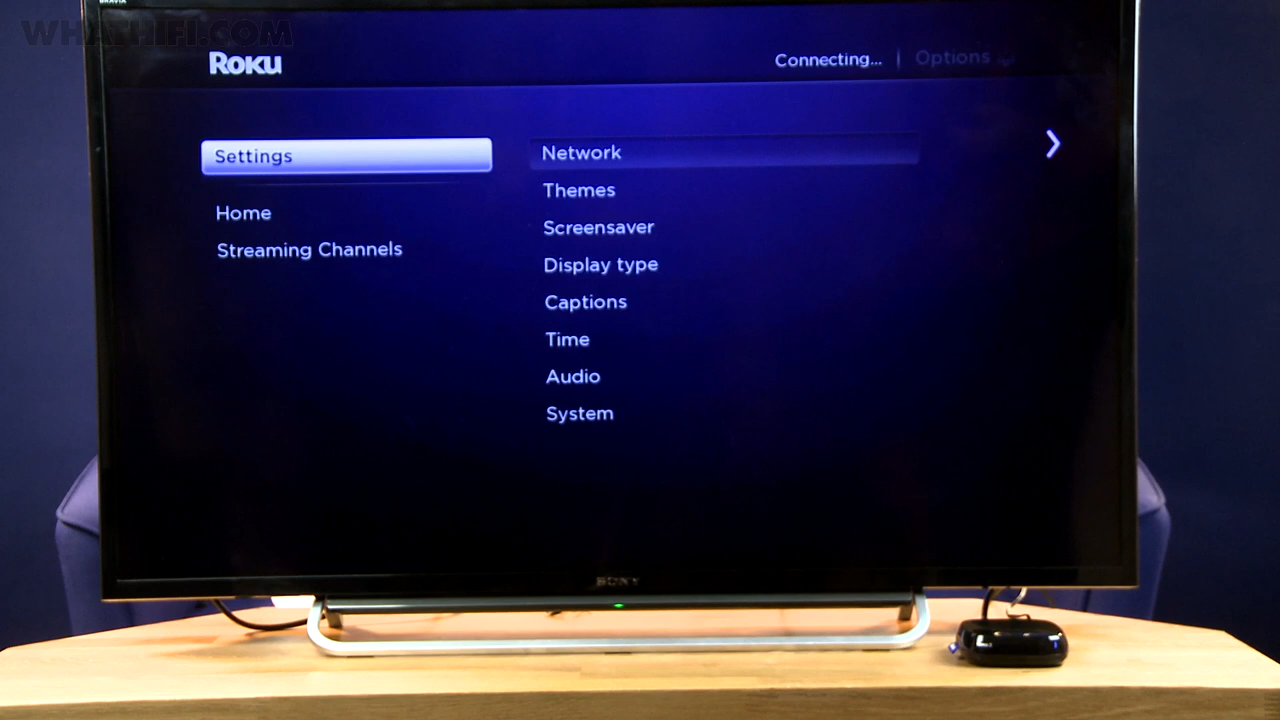 BRAVIA
WHATHIFI.COM
Roku
Connecting... | Options
Settings
Home
Streaming Channels
Network
Themes
Screensaver
Display type
Captions
Time
Audio
System
SONY